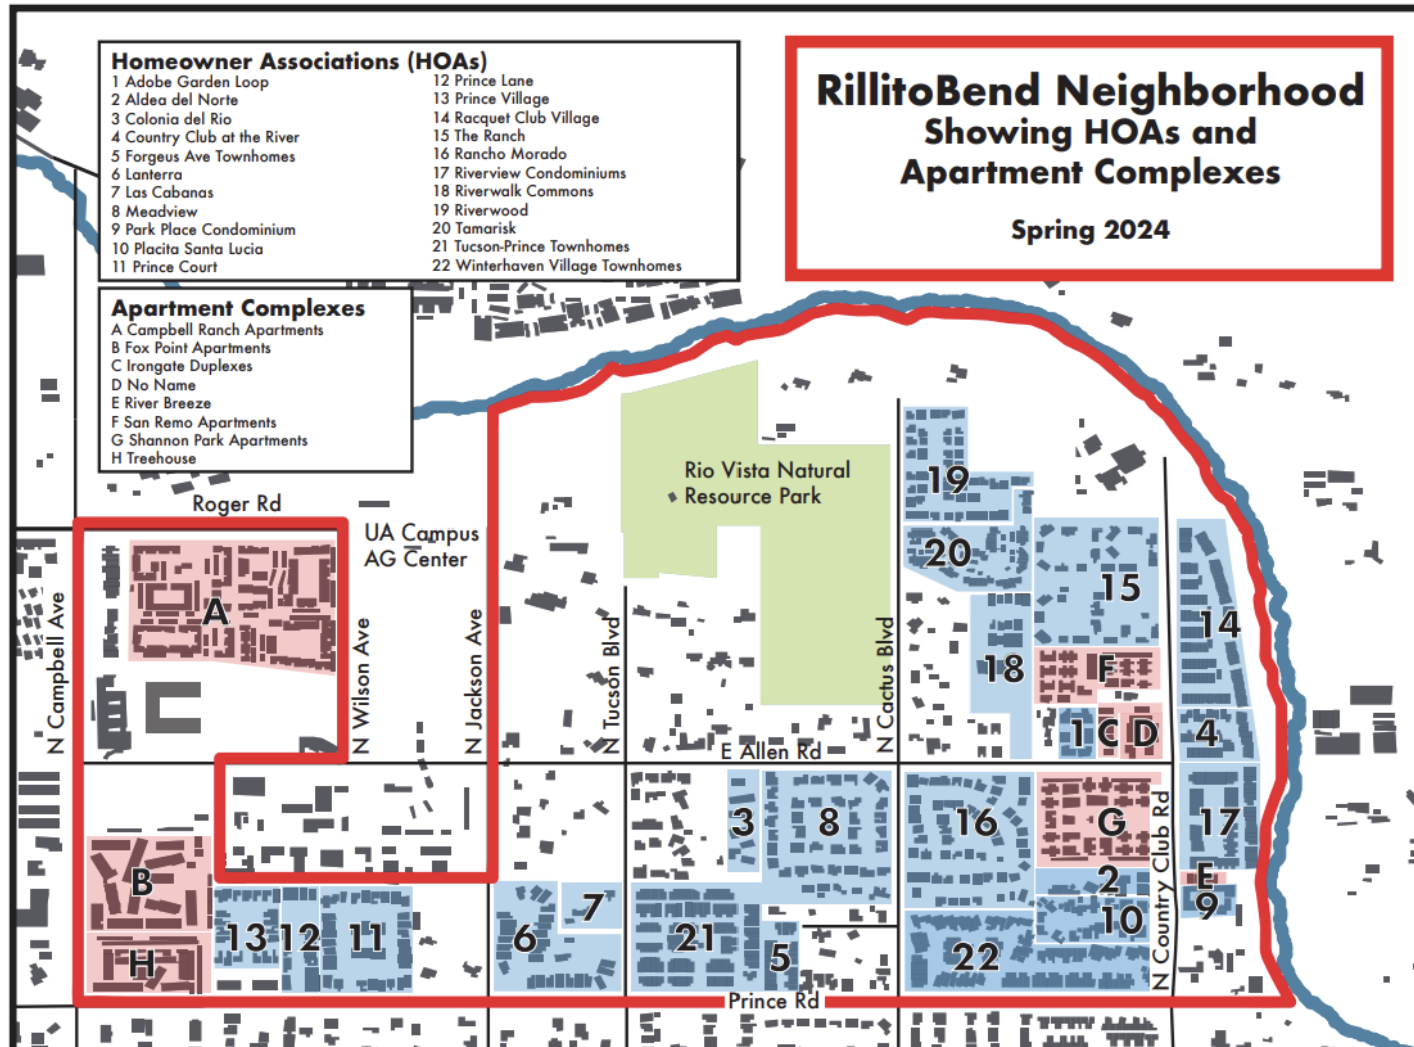 Homeowner Associations (HOAs)
1 Adobe Garden Loop
2 Aldea del Norte
3 Colonia del Rio
4 Country Club at the River
5 Forgeus Ave Townhomes
6 Lanterra
7 Las Cabanas
8 Meadview
9 Park Place Condominium
10 Placita Santa Lucia
11 Prince Court
12 Prince Lane
13 Prince Village
14 Racquet Club Village
15 The Ranch
16 Rancho Morado
17 Riverview Condominiums
18 Riverwalk Commons
19 Riverwood
20 Tamarisk
21 Tucson-Prince Townhomes
22 Winterhaven Village Townhomes
RillitoBend Neighborhood
Showing HOAs and
Apartment Complexes
Spring 2024
Apartment Complexes
A Campbell Ranch Apartments
B Fox Point Apartments
C Irongate Duplexes
D No Name
E River Breeze
F San Remo Apartments
G Shannon Park Apartments
H Treehouse
Roger Rd
UA Campus
AG Center
Rio Vista Natural
Resource Park
19
20
15
A
14
N Campbell Ave
N Wilson Ave
N Jackson Ave
N Tucson Blvd
N Cactus Blvd
18
F
1
C
D
4
E Allen Rd
3
8
16
G
17
N Country Club Rd
B
2
E
7
9
10
13
12
11
6
21
5
22
H
Prince Rd